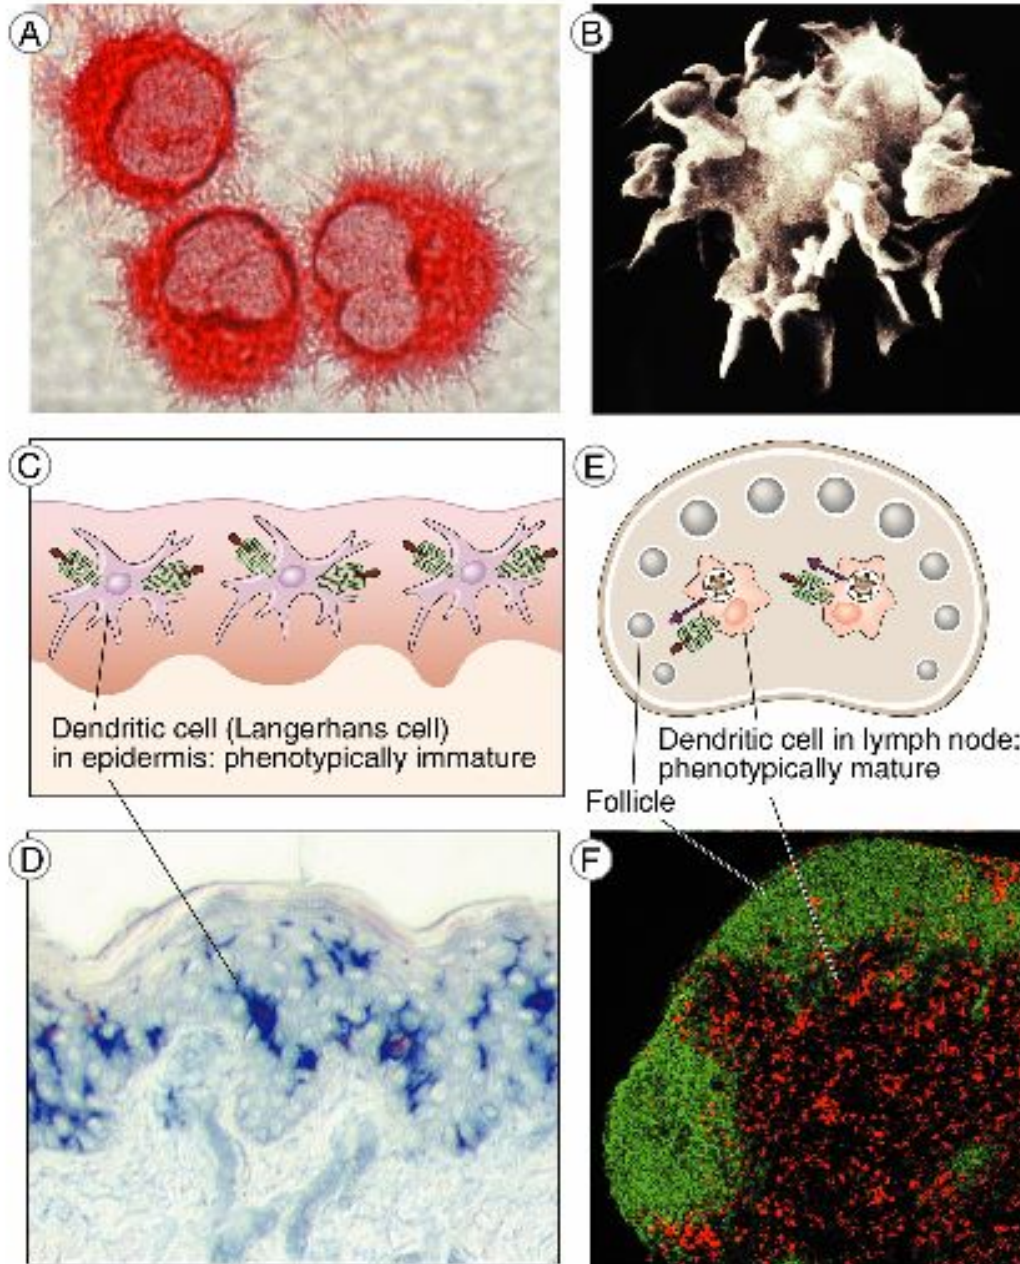 A
B
C
E
Dendritic cell (Langerhans cell)
in epidermis: phenotypically immature
Dendritic cell in lymph node:
phenotypically mature
Follicle
D
F